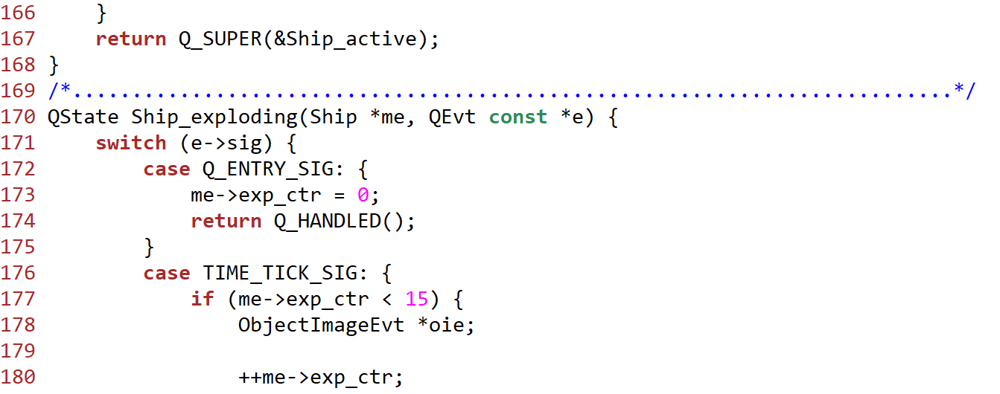 166     }
167     return Q_SUPER(&Ship_active);
168 }
169 /*..........................................................................*/
170 QState Ship_exploding(Ship *me, QEvt const *e) {
171     switch (e->sig) {
172         case Q_ENTRY_SIG: {
173             me->exp_ctr = 0;
174             return Q_HANDLED();
175         }
176         case TIME_TICK_SIG: {
177             if (me->exp_ctr < 15) {
178                 ObjectImageEvt *oie;
179
180                 ++me->exp_ctr;